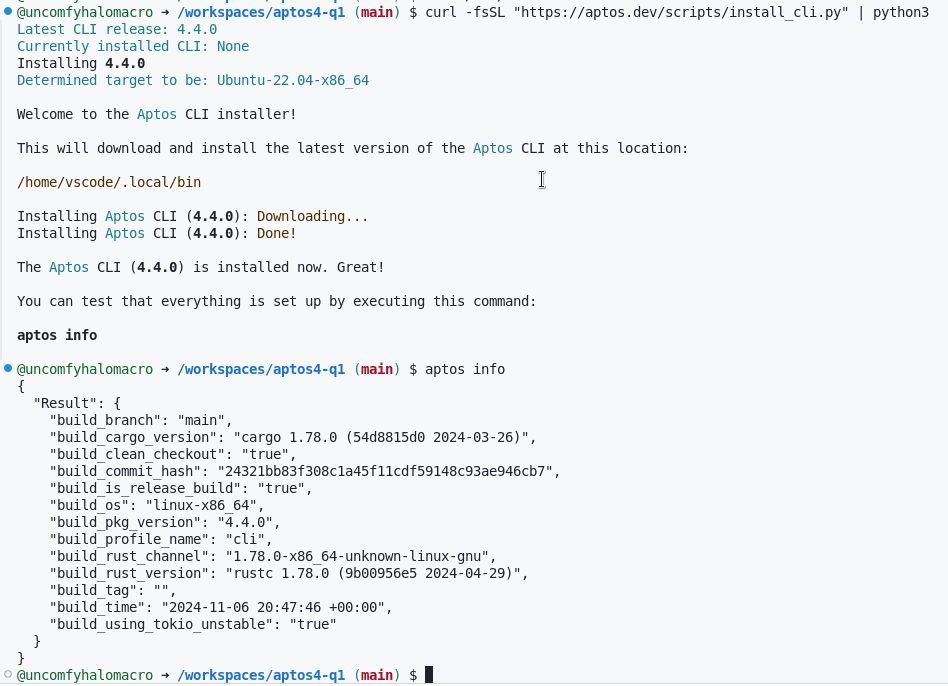 @uncomfyhalomacro ➜ /workspaces/aptos4-q1 (main) $ curl -fsSL "https://aptos.dev/scripts/install_cli.py" | python3
Latest CLI release: 4.4.0
Currently installed CLI: None
Installing 4.4.0
Determined target to be: Ubuntu-22.04-x86_64
Welcome to the Aptos CLI installer!
This will download and install the latest version of the Aptos CLI at this location:
/home/vscode/.local/bin
Installing Aptos CLI (4.4.0): Downloading...
Installing Aptos CLI (4.4.0): Done!
The Aptos CLI (4.4.0) is installed now. Great!
You can test that everything is set up by executing this command:
aptos info
@uncomfyhalomacro ➜ /workspaces/aptos4-q1 (main) $ aptos info
{
  "Result": {
    "build_branch": "main",
    "build_cargo_version": "cargo 1.78.0 (54d8815d0 2024-03-26)",
    "build_clean_checkout": "true",
    "build_commit_hash": "24321bb83f308c1a45f11cdf59148c93ae946cb7",
    "build_is_release_build": "true",
    "build_os": "linux-x86_64",
    "build_pkg_version": "4.4.0",
    "build_profile_name": "cli",
    "build_rust_channel": "1.78.0-x86_64-unknown-linux-gnu",
    "build_rust_version": "rustc 1.78.0 (9b00956e5 2024-04-29)",
    "build_tag": "",
    "build_time": "2024-11-06 20:47:46 +00:00",
    "build_using_tokio_unstable": "true"
  }
}
@uncomfyhalomacro ➜ /workspaces/aptos4-q1 (main) $